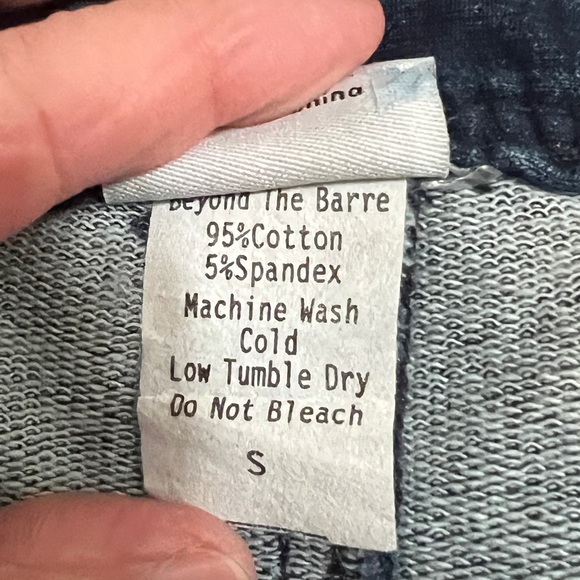 Beyond The Barre
95%Cotton
5%Spandex
Machine Wash
Cold
Low Tumble Dry
Do Not Bleach
S